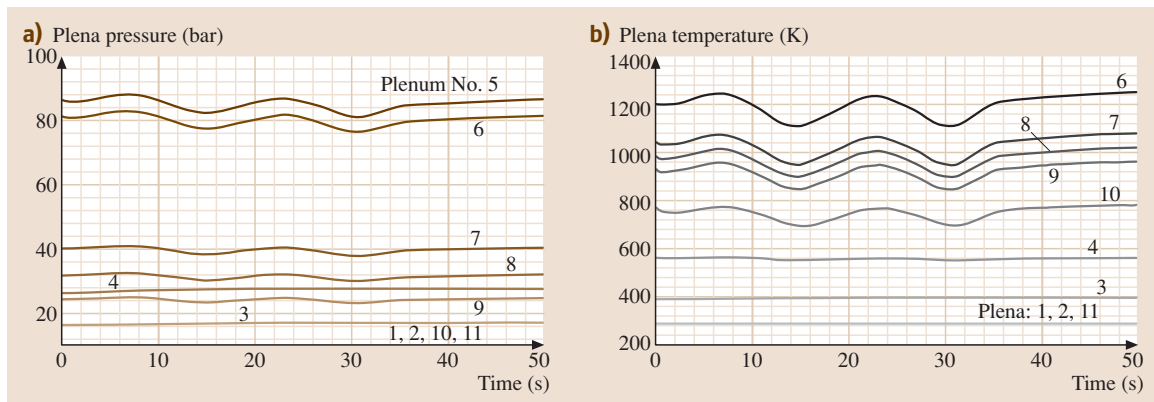 a) Plena pressure (bar)
100
80
60
40
20
Plenum No. 5
6
7
8
4
9
3
1, 2, 10, 11
0 10 20 30 40 50
Time (s)
b) Plena temperature (K)
1400
1200
1000
800
600
400
200
6
7
8
9
10
4
3
Plena: 1, 2, 11
0 10 20 30 40 50
Time (s)